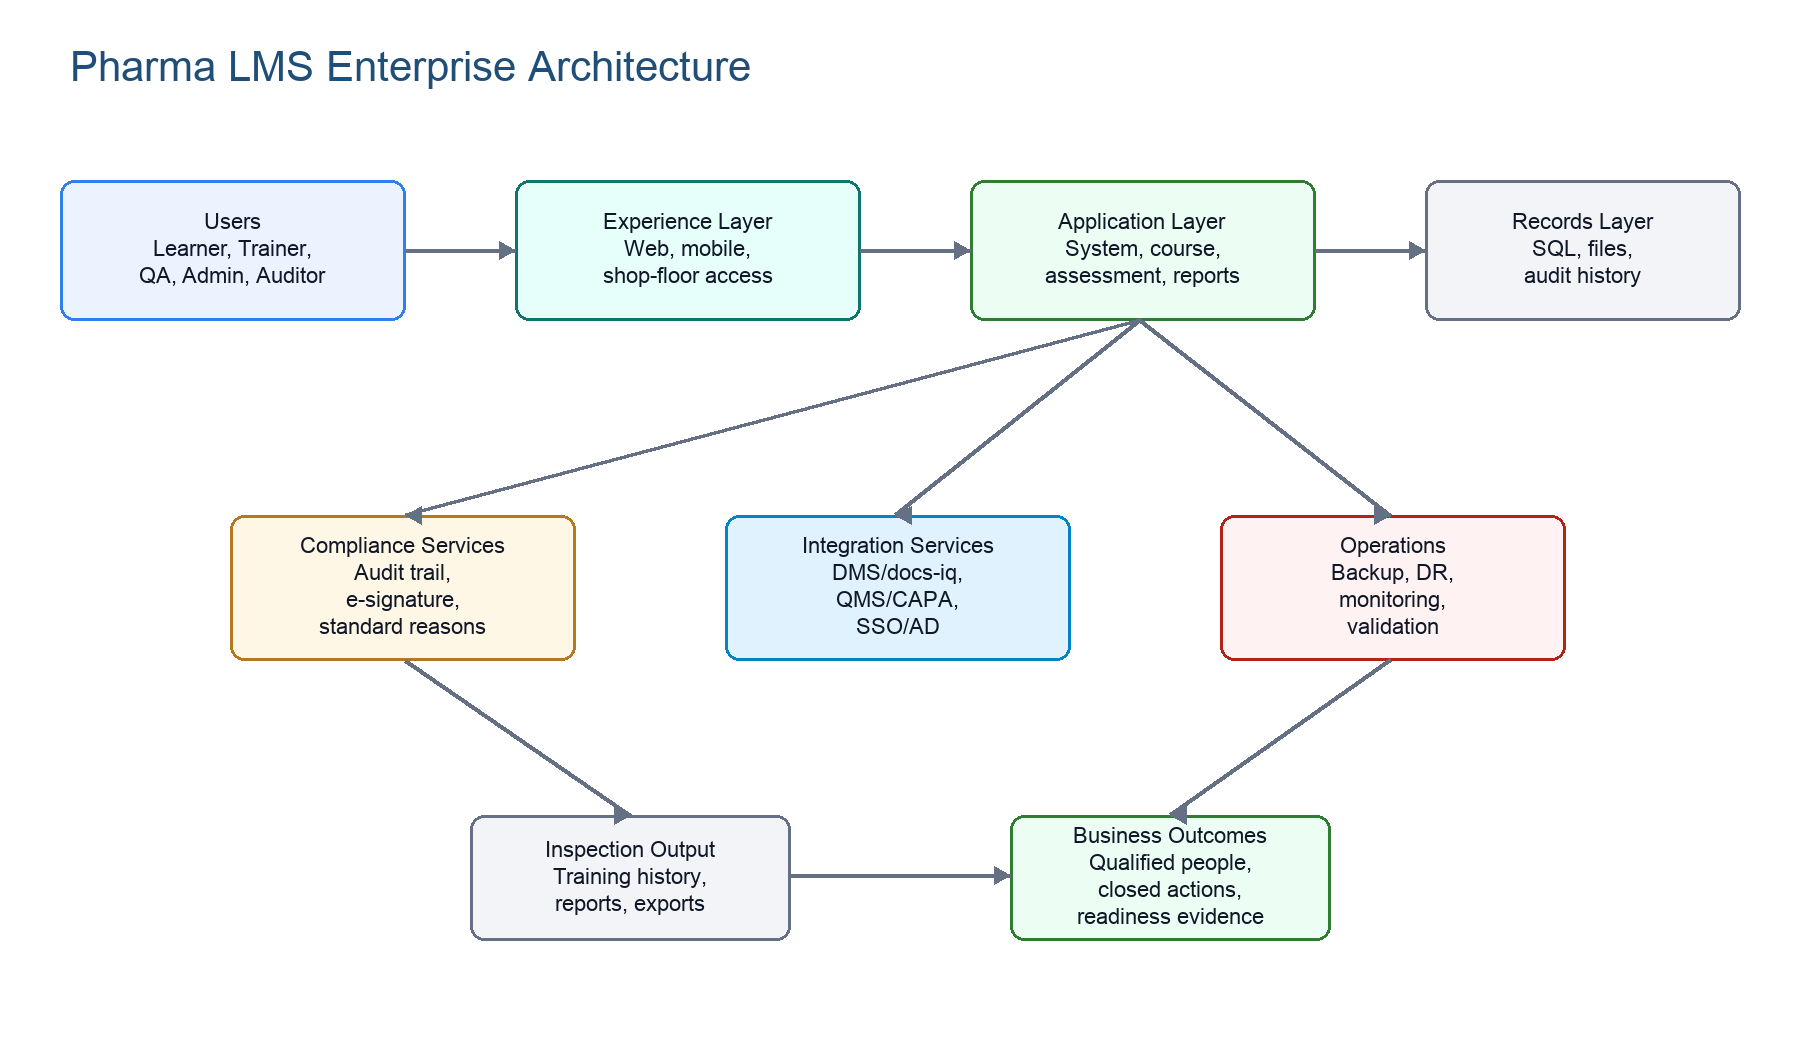 Pharma LMS Enterprise Architecture
Users
Learner, Trainer,
QA, Admin, Auditor
Experience Layer
Web, mobile,
shop-floor access
Application Layer
System, course,
assessment, reports
Records Layer
SQL, files,
audit history
Compliance Services
Audit trail,
e-signature,
standard reasons
Integration Services
DMS/docs-iq,
QMS/CAPA,
SSO/AD
Operations
Backup, DR,
monitoring,
validation
Inspection Output
Training history,
reports, exports
Business Outcomes
Qualified people,
closed actions,
readiness evidence